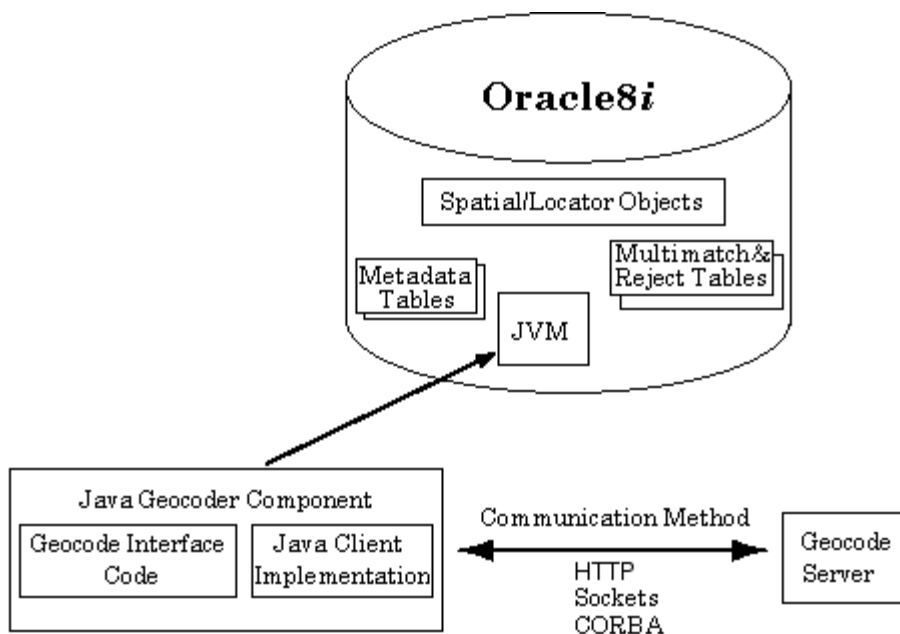 Oracle8i
Spatial/Locator Objects
Metadata
Tables
Multimatch&
Reject Tables
JVM
Java Geocoder Component
Geocode Interface
Code
Java Client
Implementation
Communication Method
HTTP
Sockets
CORBA
Geocode
Server